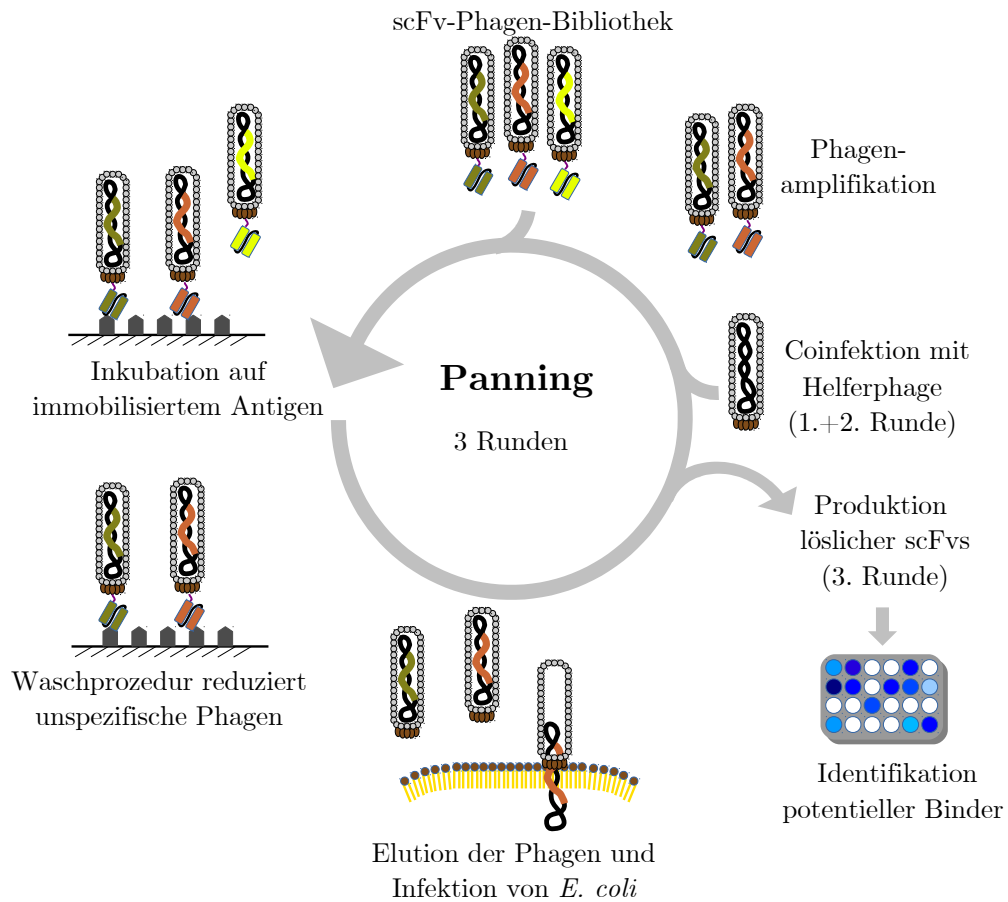 scFv-Phagen-Bibliothek
Phagen-
amplifikation
Coinfektion mit
Helferphage
(1.+2. Runde)
Panning
3 Runden
Inkubation auf
immobilisiertem Antigen
Produktion
löslicher scFvs
(3. Runde)
Waschprozedur reduziert
unspezifische Phagen
Identifikation
potentieller Binder
Elution der Phagen und
Infektion von E. coli